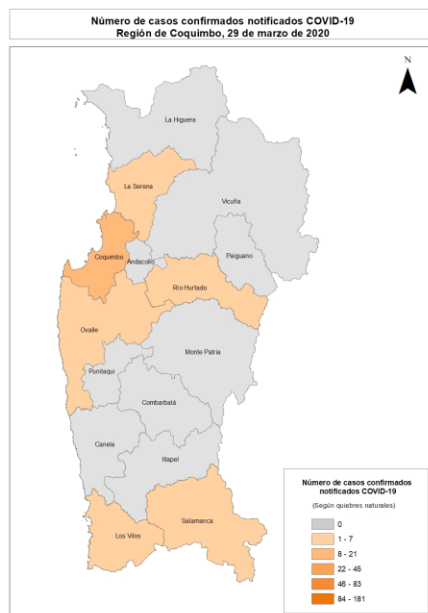 Número de casos confirmados notificados COVID-19
Región de Coquimbo, 29 de marzo de 2020
N
La Higuera
La Serena
Vicuña
Coquimbo
Andacollo
Paiguano
Río Hurtado
Ovalle
Monte Patria
Punitaqui
Combarbalá
Canela
Illapel
Salamanca
Los Vilos
Número de casos confirmados
notificados COVID-19
(Según quiebres naturales)
0
1 - 7
8 - 21
22 - 45
46 - 83
84 - 181